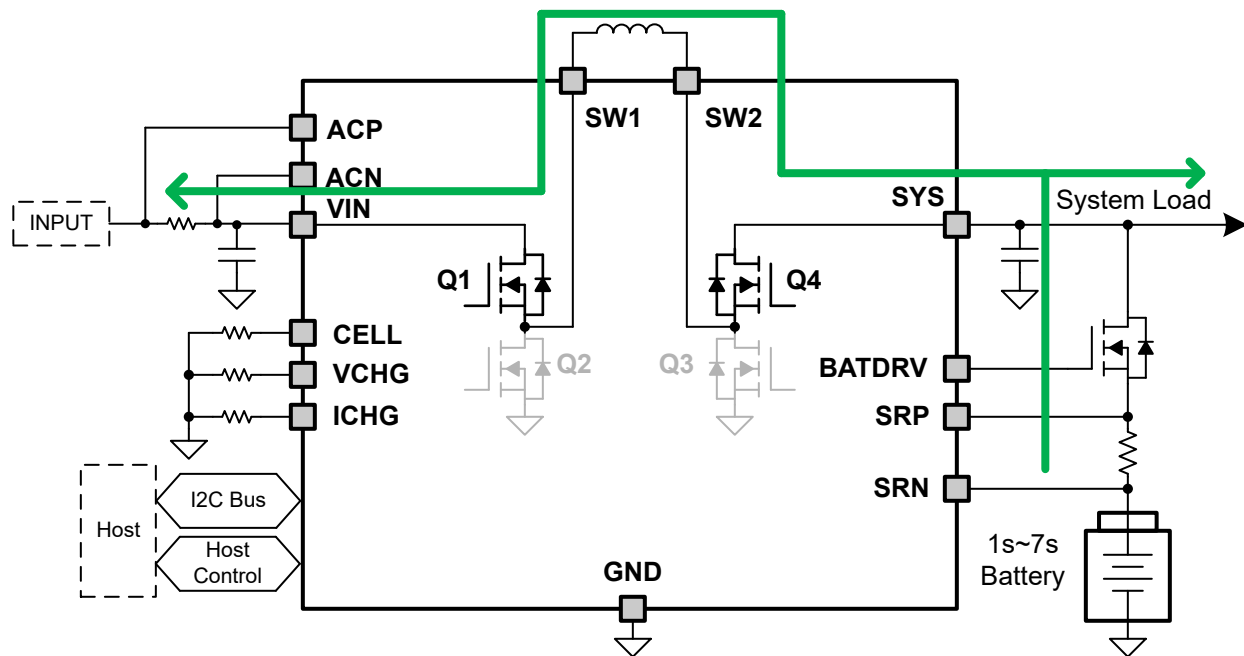 SW1
SW2
ACP
ACN
VIN
INPUT
SYS
System Load
Q1
Q4
CELL
VCHG
ICHG
Q2
Q3
BATDRV
SRP
SRN
I2C Bus
Host
Host
Control
1s~7s
Battery
GND